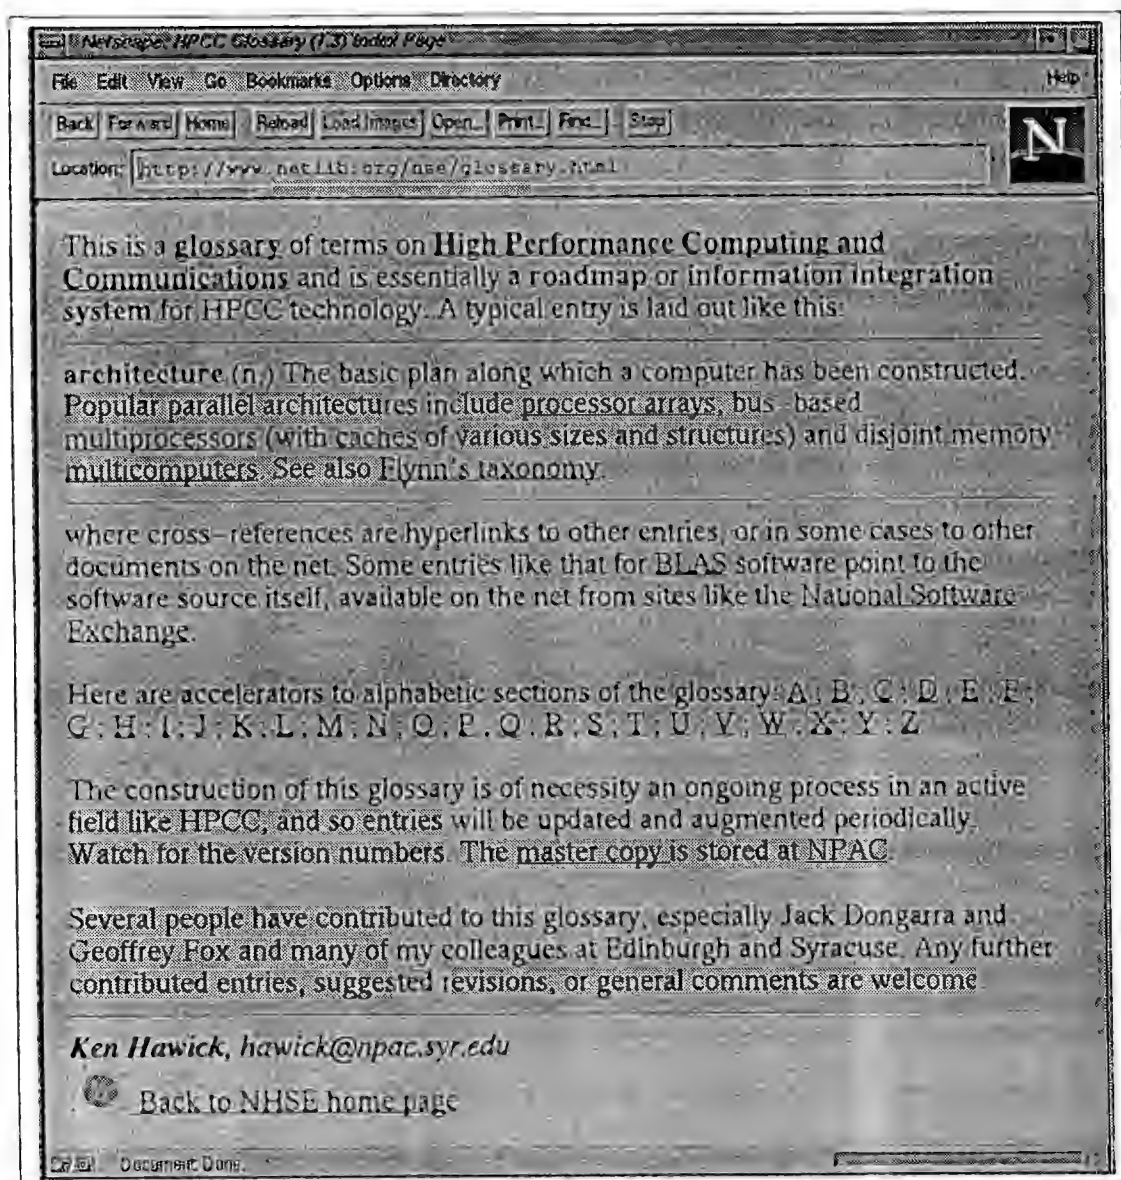 Netscape: HPCC Glossary (1.3) Index Page
File Edit View Go Bookmarks Options Directory Help
Back Forward Home Reload Load Images Open... Print... Find... Stop
N
Location: http://www.netlib.org/nse/glossary.html
This is a glossary of terms on High Performance Computing and
Communications and is essentially a roadmap or information integration
system for HPCC technology. A typical entry is laid out like this:
architecture (n.) The basic plan along which a computer has been constructed.
Popular parallel architectures include processor arrays, bus-based
multiprocessors (with caches of various sizes and structures) and disjoint memory
multicomputers. See also Flynn's taxonomy.
where cross-references are hyperlinks to other entries, or in some cases to other
documents on the net. Some entries like that for BLAS software point to the
software source itself, available on the net from sites like the National Software
Exchange.
Here are accelerators to alphabetic sections of the glossary: A ; B ; C ; D ; E ; F ;
G ; H ; I ; J ; K ; L ; M ; N ; O ; P ; Q ; R ; S ; T ; U ; V ; W ; X ; Y ; Z
The construction of this glossary is of necessity an ongoing process in an active
field like HPCC, and so entries will be updated and augmented periodically.
Watch for the version numbers. The master copy is stored at NPAC.
Several people have contributed to this glossary, especially Jack Dongarra and
Geoffrey Fox and many of my colleagues at Edinburgh and Syracuse. Any further
contributed entries, suggested revisions, or general comments are welcome.
Ken Hawick, hawick@npac.syr.edu
Back to NHSE home page
Document: Done.